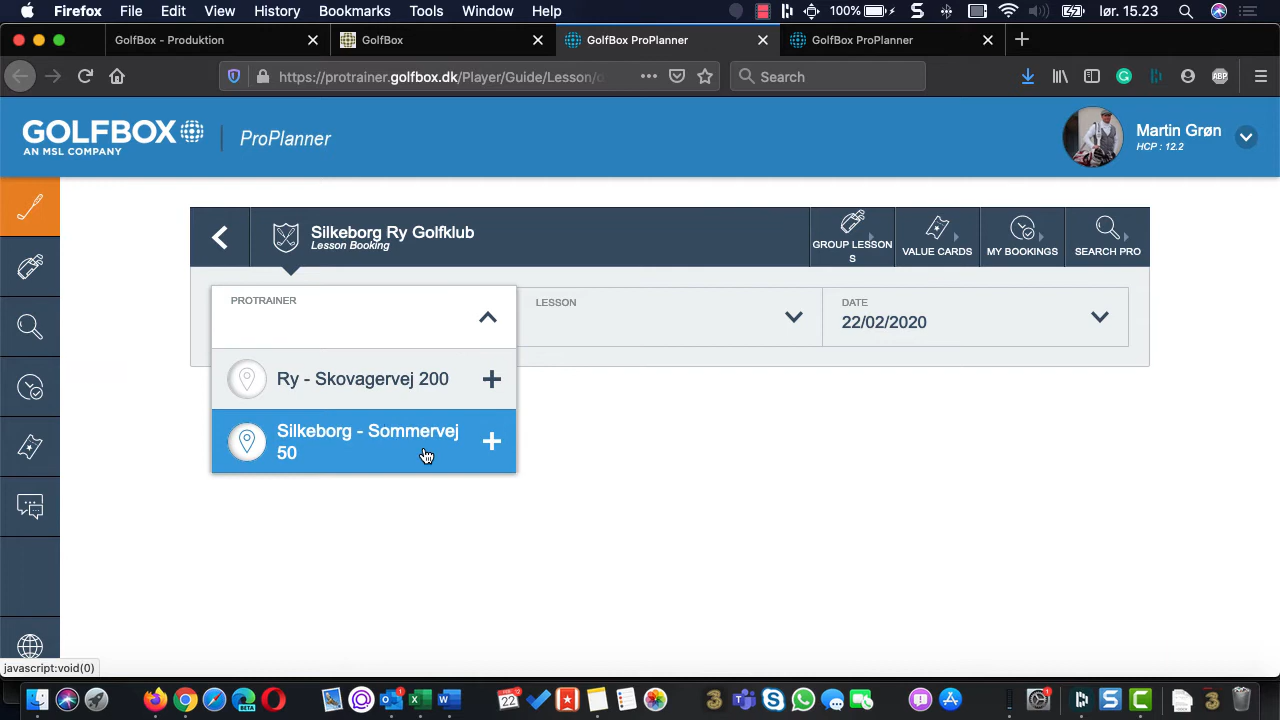 Firefox File Edit View History Bookmarks Tools Window Help 100% lør. 15.23
GolfBox - Produktion GolfBox GolfBox ProPlanner GolfBox ProPlanner
https://protrainer.golfbox.dk/Player/Guide/Lesson/ Search
GOLFBOX ProPlanner Martin Grøn
AN MSL COMPANY HCP : 12.2
Silkeborg Ry Golfklub
Lesson Booking
GROUP LESSON
S
VALUE CARDS
MY BOOKINGS
SEARCH PRO
PROTRAINER
LESSON
DATE
22/02/2020
Ry - Skovagervej 200
Silkeborg - Sommervej
50
javascript:void(0)